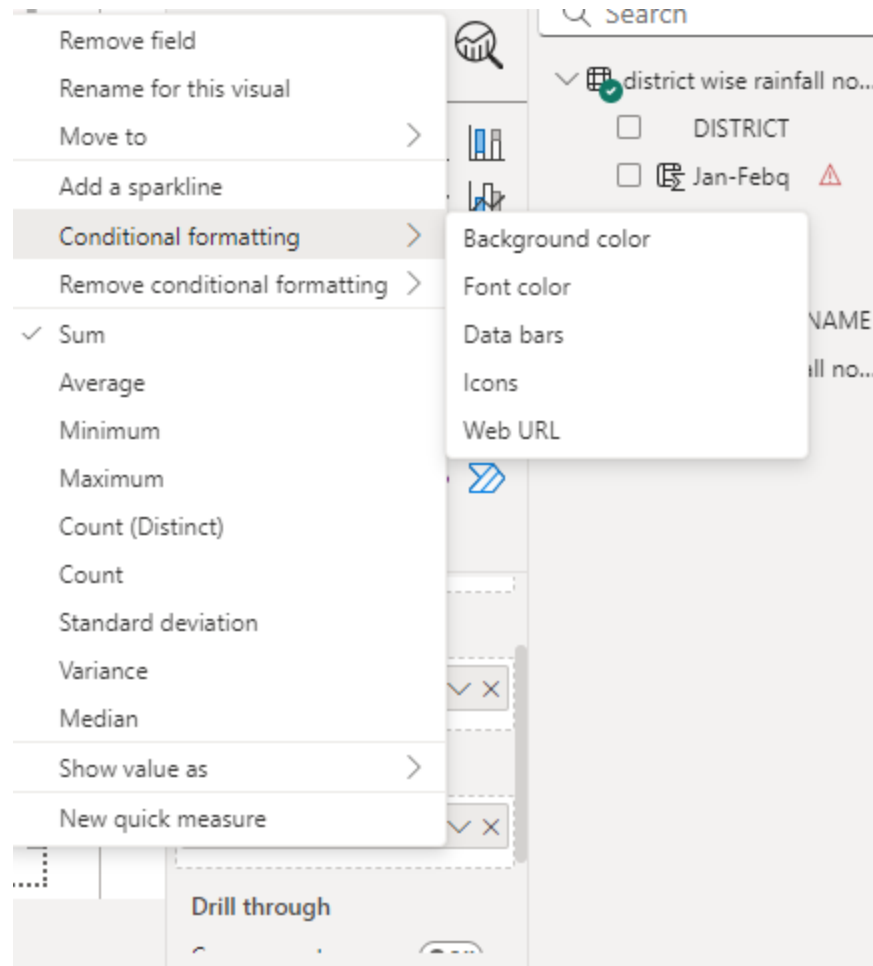 Remove field
Rename for this visual
Move to
Add a sparkline
Conditional formatting
Remove conditional formatting
Sum
Average
Minimum
Maximum
Count (Distinct)
Count
Standard deviation
Variance
Median
Show value as
New quick measure
Background color
Font color
Data bars
Icons
Web URL
Drill through
Search
district wise rainfall no...
DISTRICT
Jan-Febq
NAME
all no...